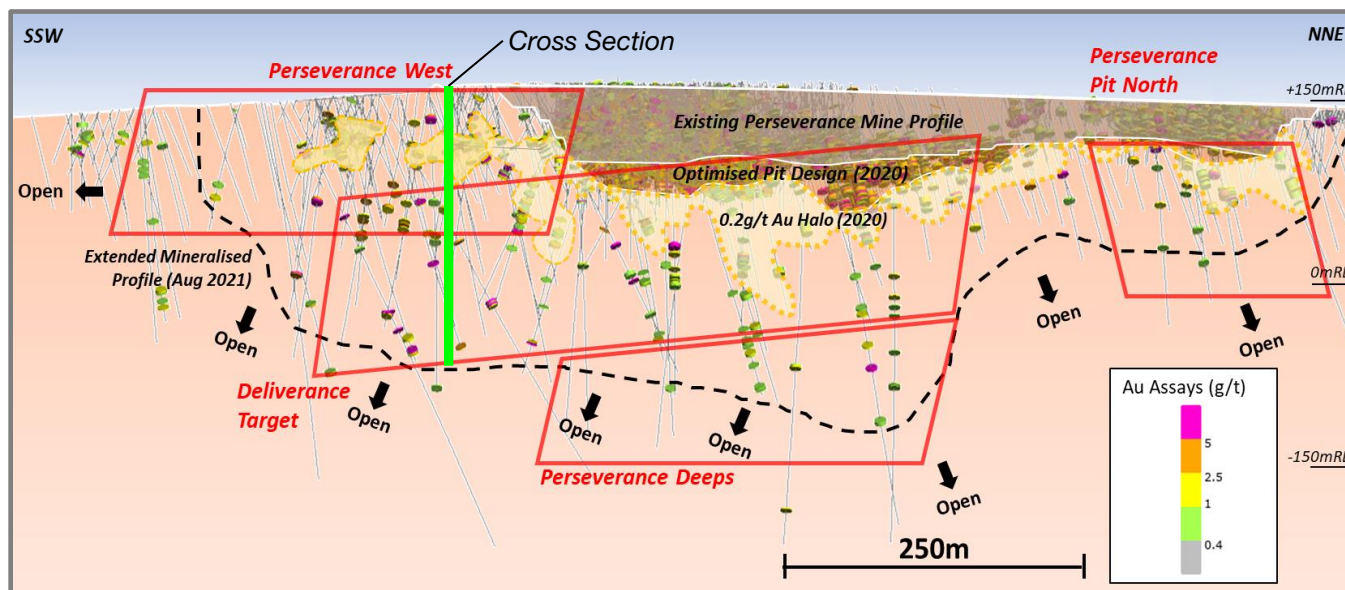 SSW
Cross Section
NNE
Perseverance West
Perseverance
Pit North
+150mRL
Existing Perseverance Mine Profile
Optimised Pit Design (2020)
Open
0.2g/t Au Halo (2020)
Extended Mineralised
Profile (Aug 2021)
0mRL
Open
Open
Open
Deliverance
Target
Open
Open
Open
Perseverance Deeps
Open
-150mRL
250m
Au Assays (g/t)
5
2.5
1
0.4